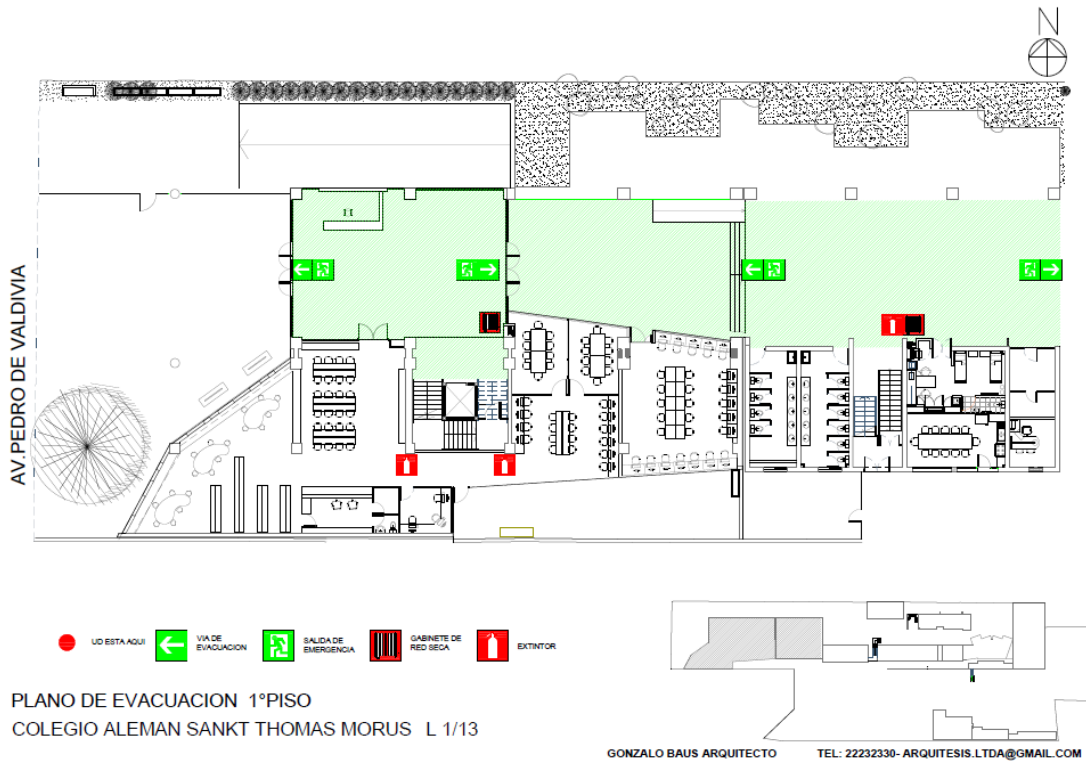 N
AV. PEDRO DE VALDIVIA
UD ESTA AQUI
VIA DE
EVACUACION
SALIDA DE
EMERGENCIA
GABINETE DE
RED SECA
EXTINTOR
PLANO DE EVACUACION 1°PISO
COLEGIO ALEMAN SANKT THOMAS MORUS L 1/13
GONZALO BAUS ARQUITECTO TEL: 22232330- ARQUITESIS.LTDA@GMAIL.COM